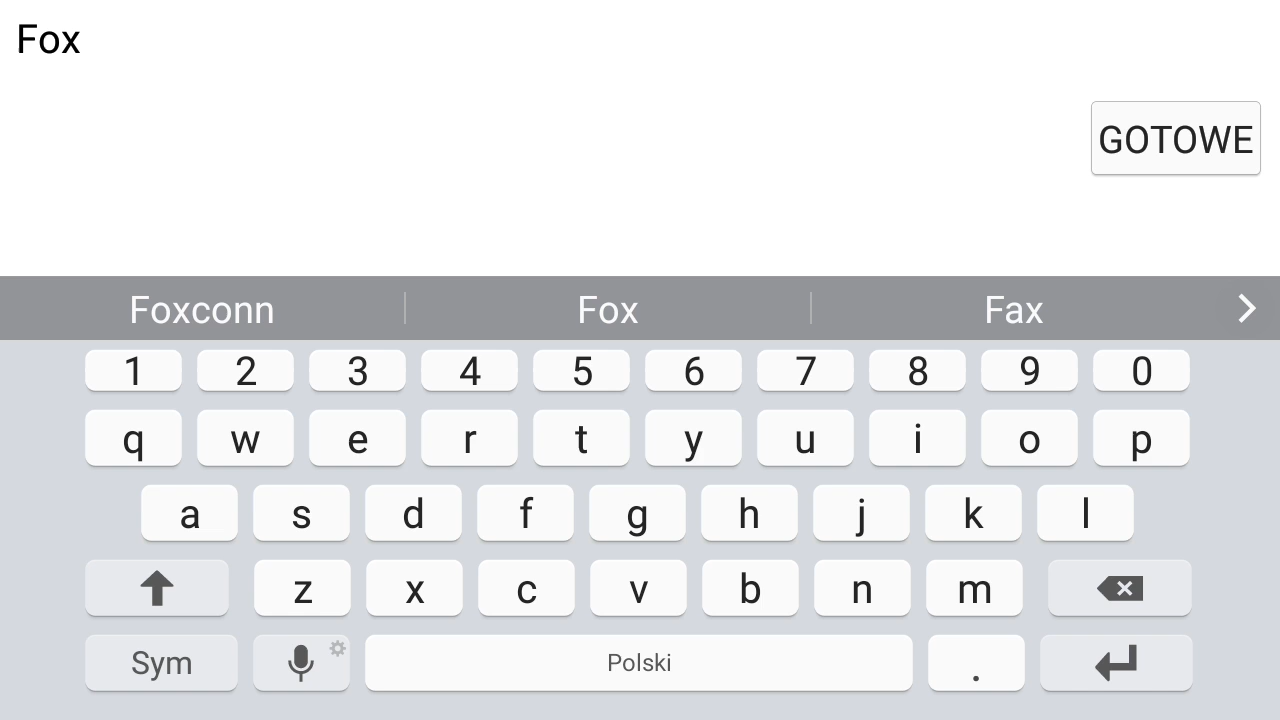 Fox
GOTOWE
Foxconn Fox Fax
1 2 3 4 5 6 7 8 9 0
q w e r t y u i o p
a s d f g h j k l
z x c v b n m
Sym Polski .